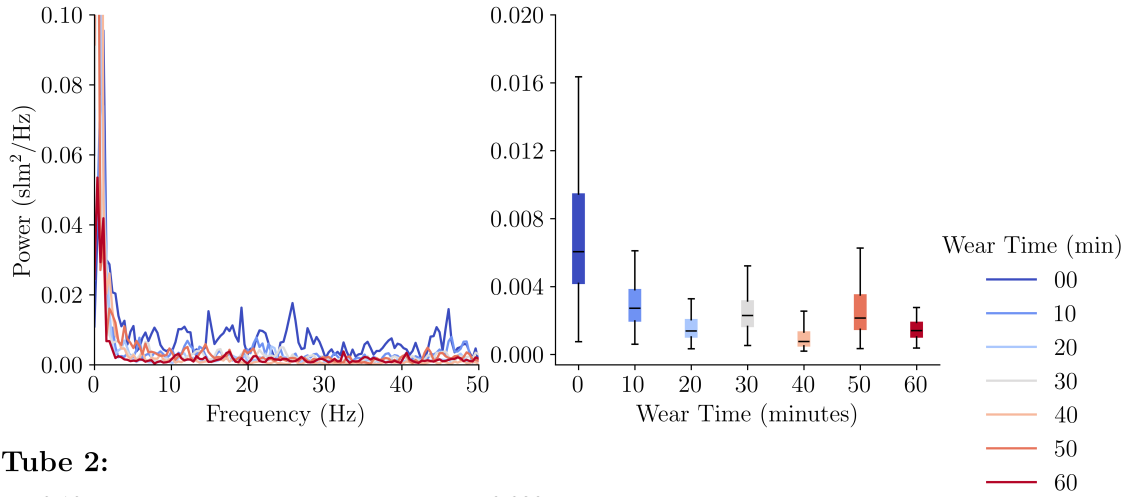 0.10
0.08
0.06
0.04
0.02
0.00
Power (slm²/Hz)
0 10 20 30 40 50
Frequency (Hz)
0.020
0.016
0.012
0.008
0.004
0.000
0 10 20 30 40 50 60
Wear Time (minutes)
Wear Time (min)
00
10
20
30
40
50
60
Tube 2: